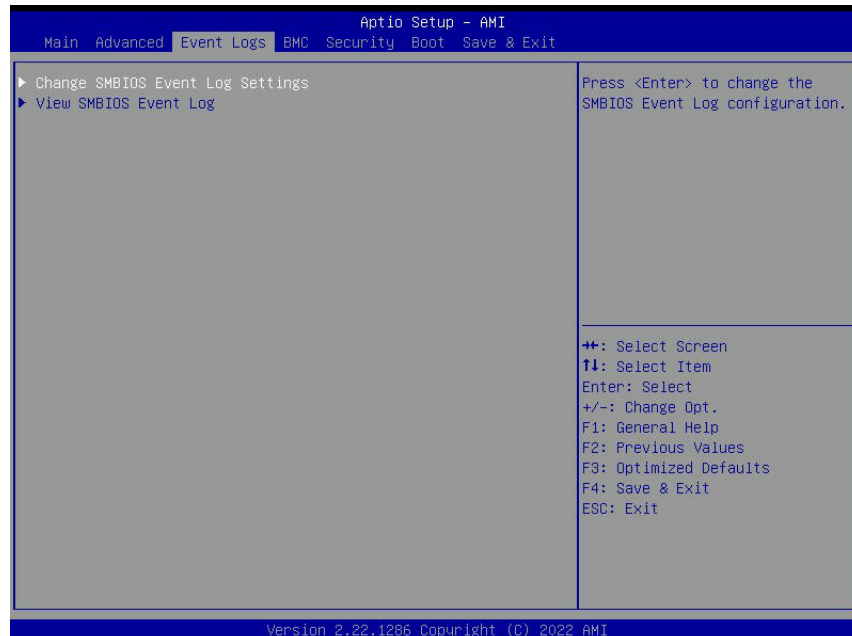 Aptio Setup – AMI
Main Advanced Event Logs BMC Security Boot Save & Exit
▶ Change SMBIOS Event Log Settings
▶ View SMBIOS Event Log
Press <Enter> to change the
SMBIOS Event Log configuration.
→←: Select Screen
↑↓: Select Item
Enter: Select
+/-: Change Opt.
F1: General Help
F2: Previous Values
F3: Optimized Defaults
F4: Save & Exit
ESC: Exit
Version 2.22.1286 Copyright (C) 2022 AMI